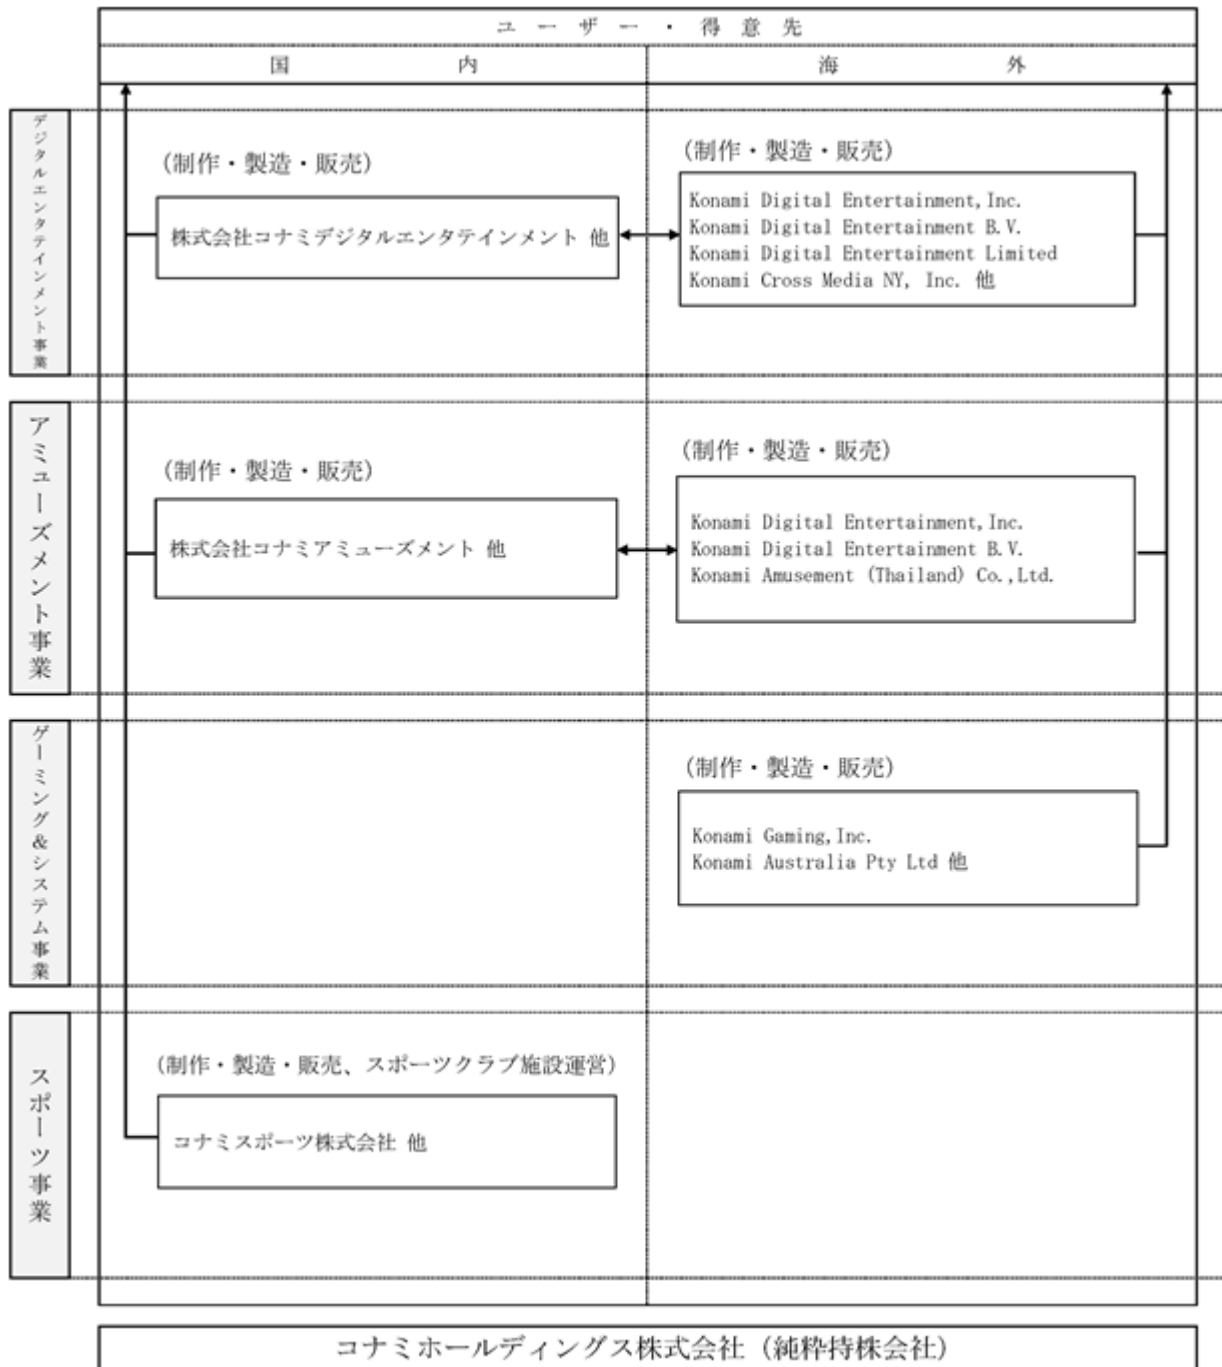 ユーザー・得意先
国内
海外
デジタルエンタテインメント事業
(制作・製造・販売)
株式会社コナミデジタルエンタテインメント 他
(制作・製造・販売)
Konami Digital Entertainment,Inc.
Konami Digital Entertainment B.V.
Konami Digital Entertainment Limited
Konami Cross Media NY, Inc. 他
アミューズメント事業
(制作・製造・販売)
株式会社コナミアミューズメント 他
(制作・製造・販売)
Konami Digital Entertainment,Inc.
Konami Digital Entertainment B.V.
Konami Amusement (Thailand) Co.,Ltd.
ゲーミング&システム事業
(制作・製造・販売)
Konami Gaming,Inc.
Konami Australia Pty Ltd 他
スポーツ事業
(制作・製造・販売、スポーツクラブ施設運営)
コナミスポーツ株式会社 他
コナミホールディングス株式会社(純粋持株会社)